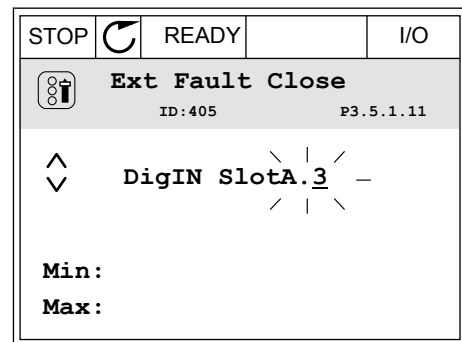 STOP READY I/O
Ext Fault Close
ID:405 P3.5.1.11
DigIN SlotA.3
Min:
Max: